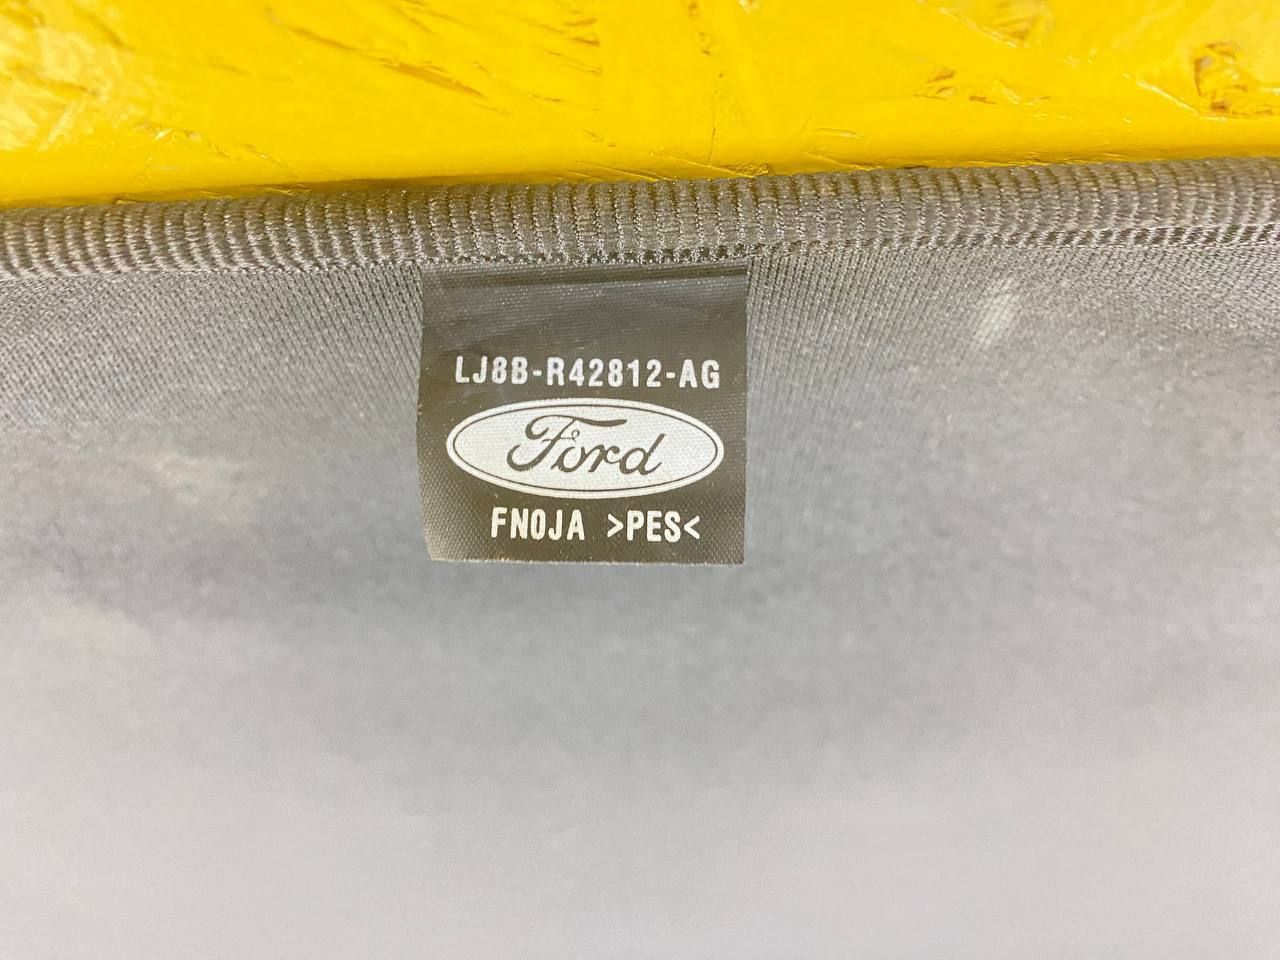 LJ8B-R42812-AG
Ford
FN0JA >PES<